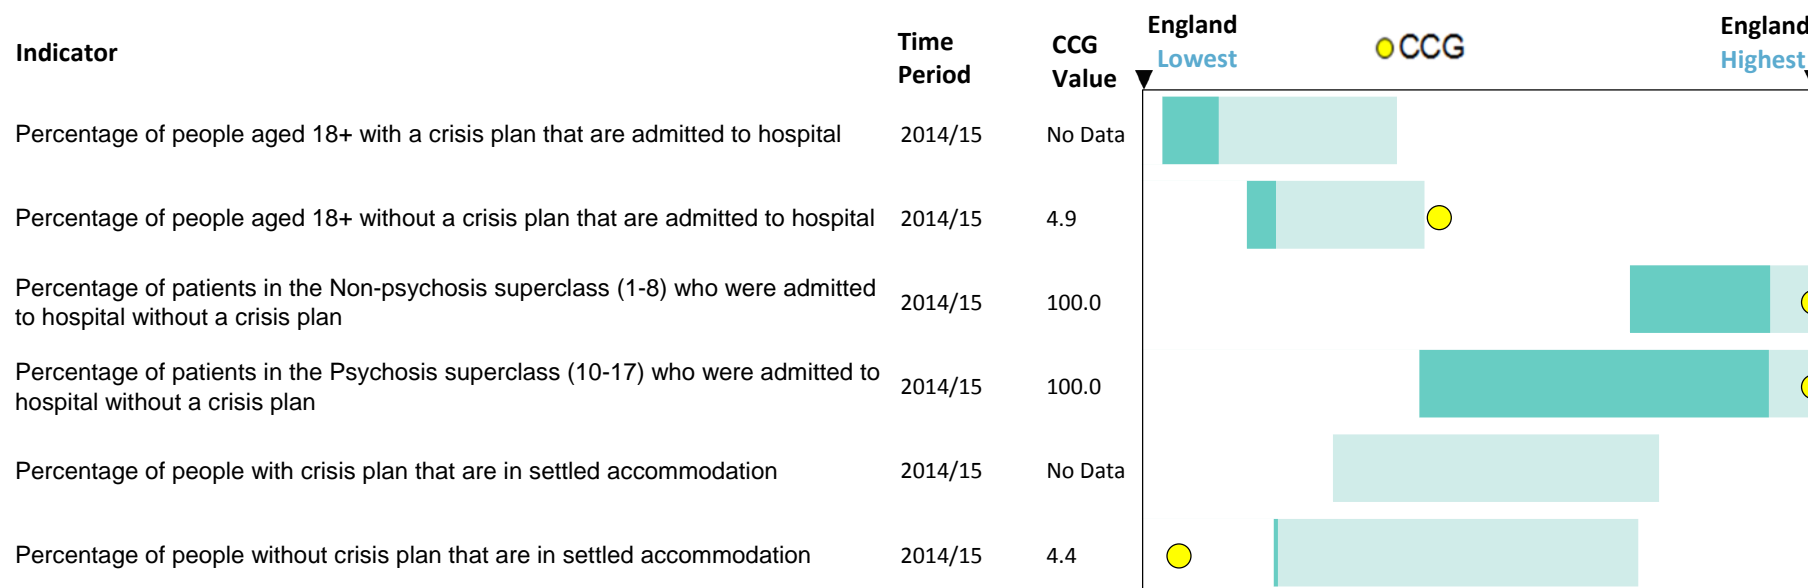 Indicator
Time Period
CCG Value
England Lowest
CCG
England Highest
Percentage of people aged 18+ with a crisis plan that are admitted to hospital 2014/15 No Data
Percentage of people aged 18+ without a crisis plan that are admitted to hospital 2014/15 4.9
Percentage of patients in the Non-psychosis superclass (1-8) who were admitted
to hospital without a crisis plan 2014/15 100.0
Percentage of patients in the Psychosis superclass (10-17) who were admitted to
hospital without a crisis plan 2014/15 100.0
Percentage of people with crisis plan that are in settled accommodation 2014/15 No Data
Percentage of people without crisis plan that are in settled accommodation 2014/15 4.4